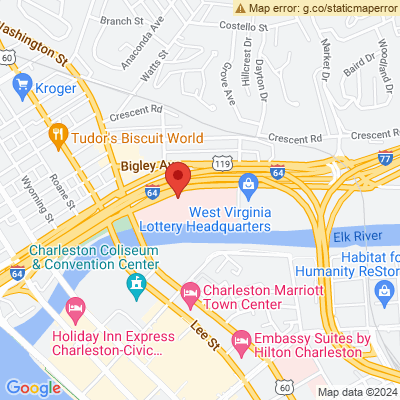 Map error: g.co/staticmaperror
Washington St
Branch St
Costello St
Anaconda Ave
Watts St
Hillcrest Dr
Grove Ave
Dayton Dr
Market Dr
Baird Dr
Woodland Dr
60
Kroger
Crescent Rd
Crescent Rd
Tudor's Biscuit World
Bigley Ave
119
64
77
64
Wyoming St
Roane St
West Virginia
Lottery Headquarters
Elk River
Charleston Coliseum
& Convention Center
64
Habitat for
Humanity ReStore
Charleston Marriott
Town Center
Holiday Inn Express
Charleston-Civic...
Lee St
Embassy Suites by
Hilton Charleston
60
Google
Map data ©2024